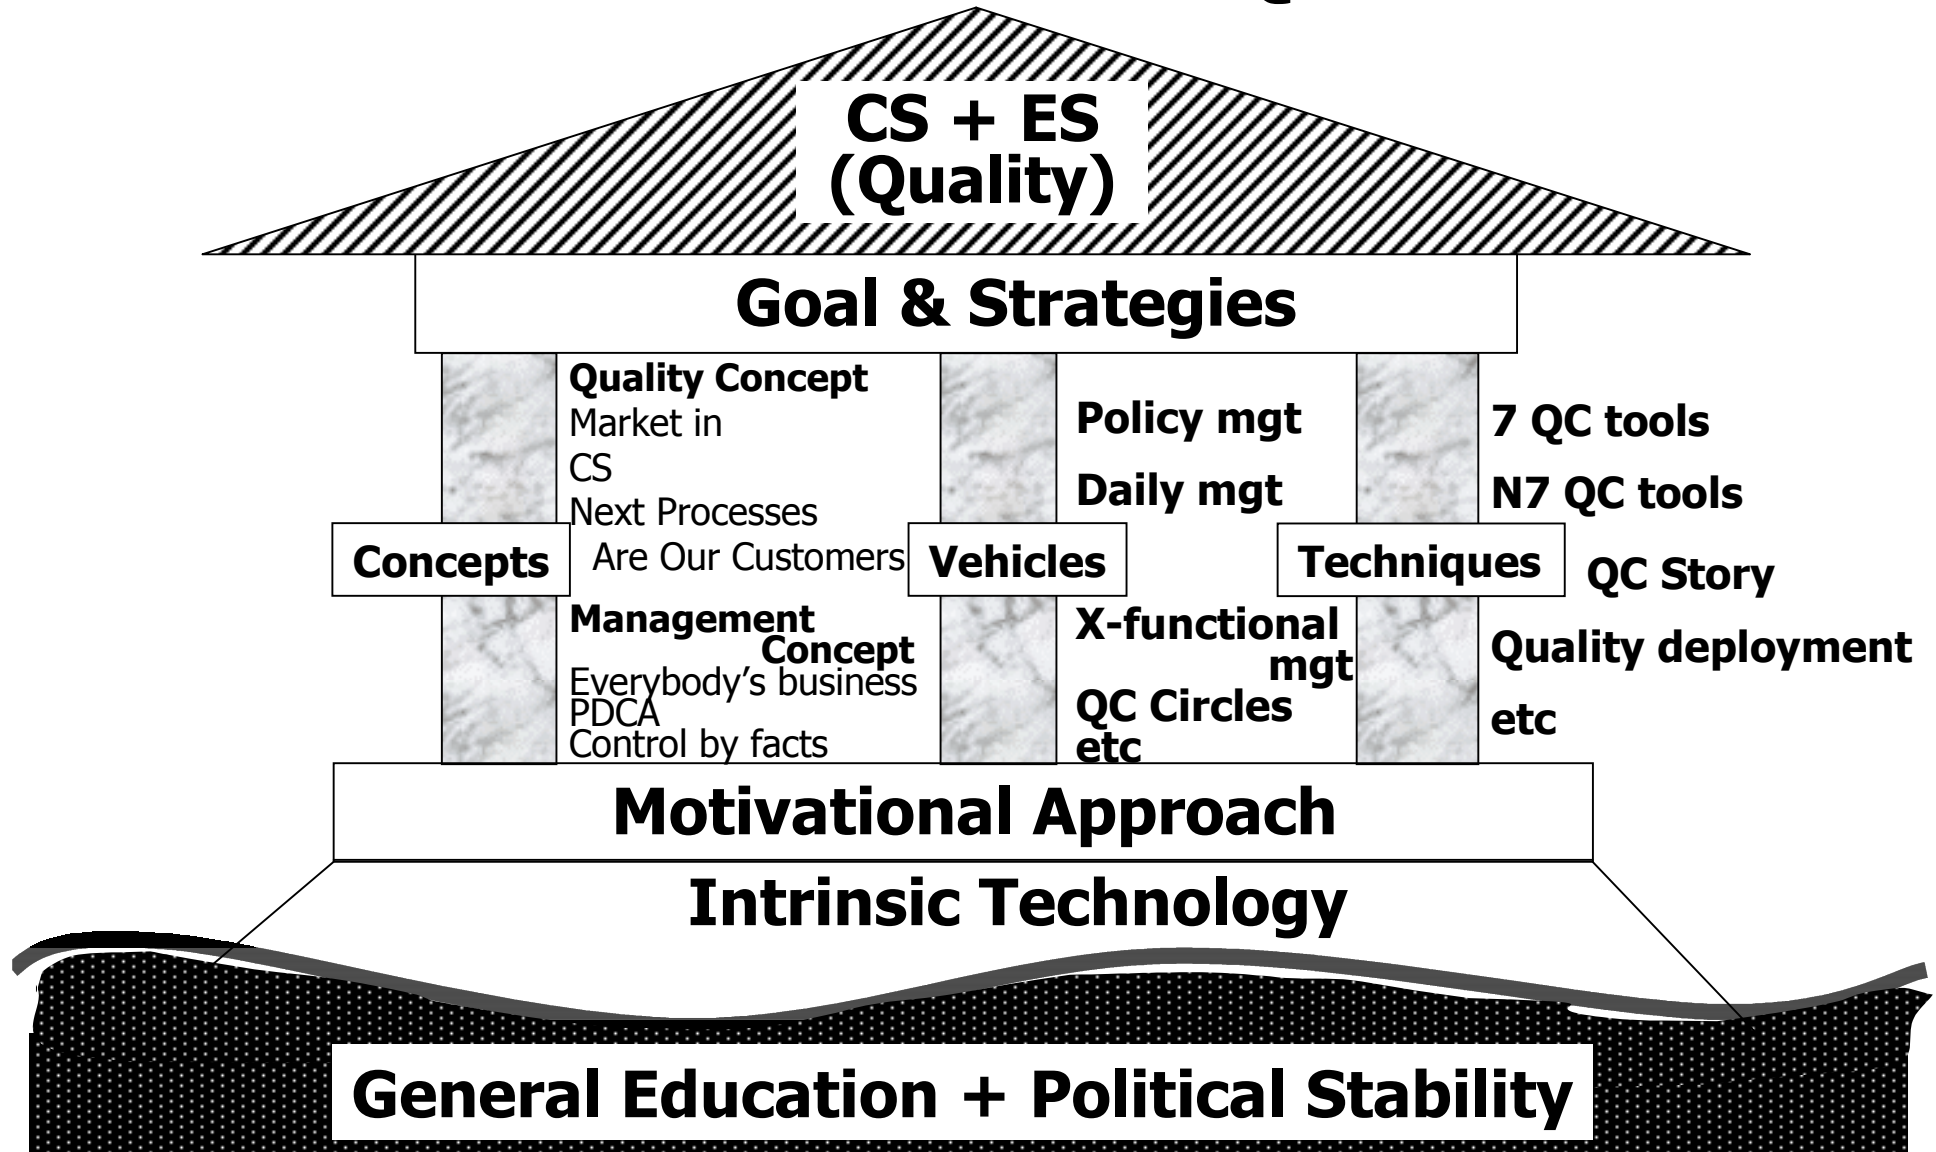 CS + ES
(Quality)
Goal & Strategies
Quality Concept
Market in
CS
Next Processes
Are Our Customers
Concepts
Management
Concept
Everybody’s business
PDCA
Control by facts
Policy mgt
Daily mgt
Vehicles
X-functional
mgt
QC Circles
etc
7 QC tools
N7 QC tools
Techniques
QC Story
Quality deployment
etc
Motivational Approach
Intrinsic Technology
General Education + Political Stability